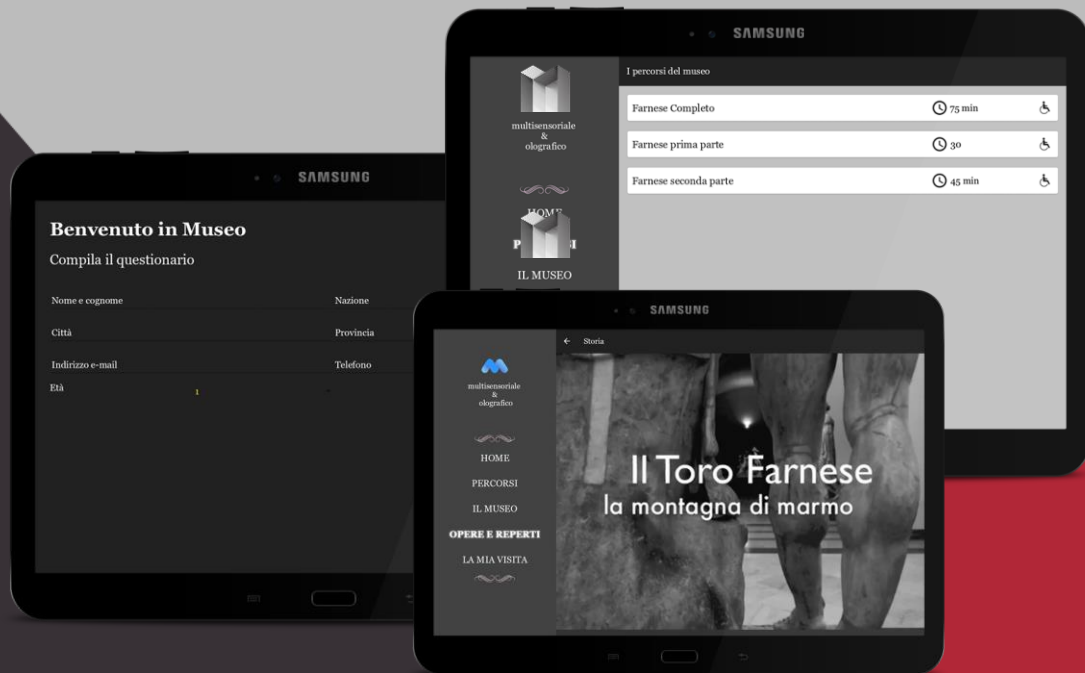 SAMSUNG
Benvenuto in Museo
Compila il questionario
Nome e cognome
Nazione
Città
Provincia
Indirizzo e-mail
Telefono
Età
1
SAMSUNG
multisensoriale
&
olografico
HOME
IL MUSEO
I percorsi del museo
Farnese Completo
75 min
Farnese prima parte
30
Farnese seconda parte
45 min
SAMSUNG
multisensoriale
&
olografico
HOME
PERCORSI
IL MUSEO
OPERE E REPERTI
LA MIA VISITA
Storia
Il Toro Farnese
la montagna di marmo